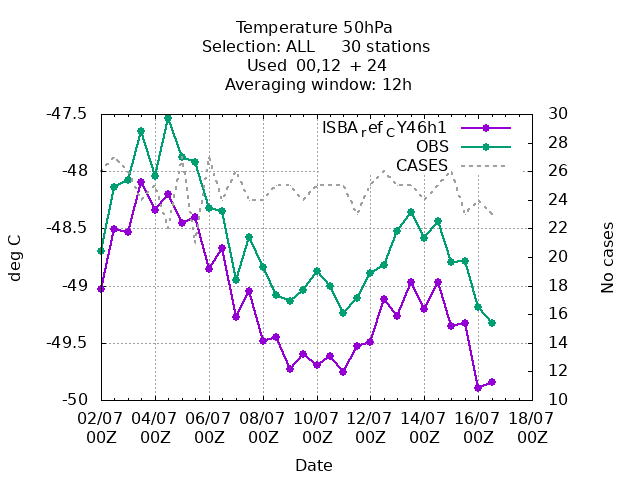 Temperature 50hPa
Selection: ALL 30 stations
Used 00,12 + 24
Averaging window: 12h
-47.5
-48
-48.5
-49
-49.5
-50
30
28
26
24
22
20
18
16
14
12
10
ISBA_ref_CY46h1
OBS
CASES
deg C
No cases
02/07 04/07 06/07 08/07 10/07 12/07 14/07 16/07 18/07
00Z 00Z 00Z 00Z 00Z 00Z 00Z 00Z 00Z
Date